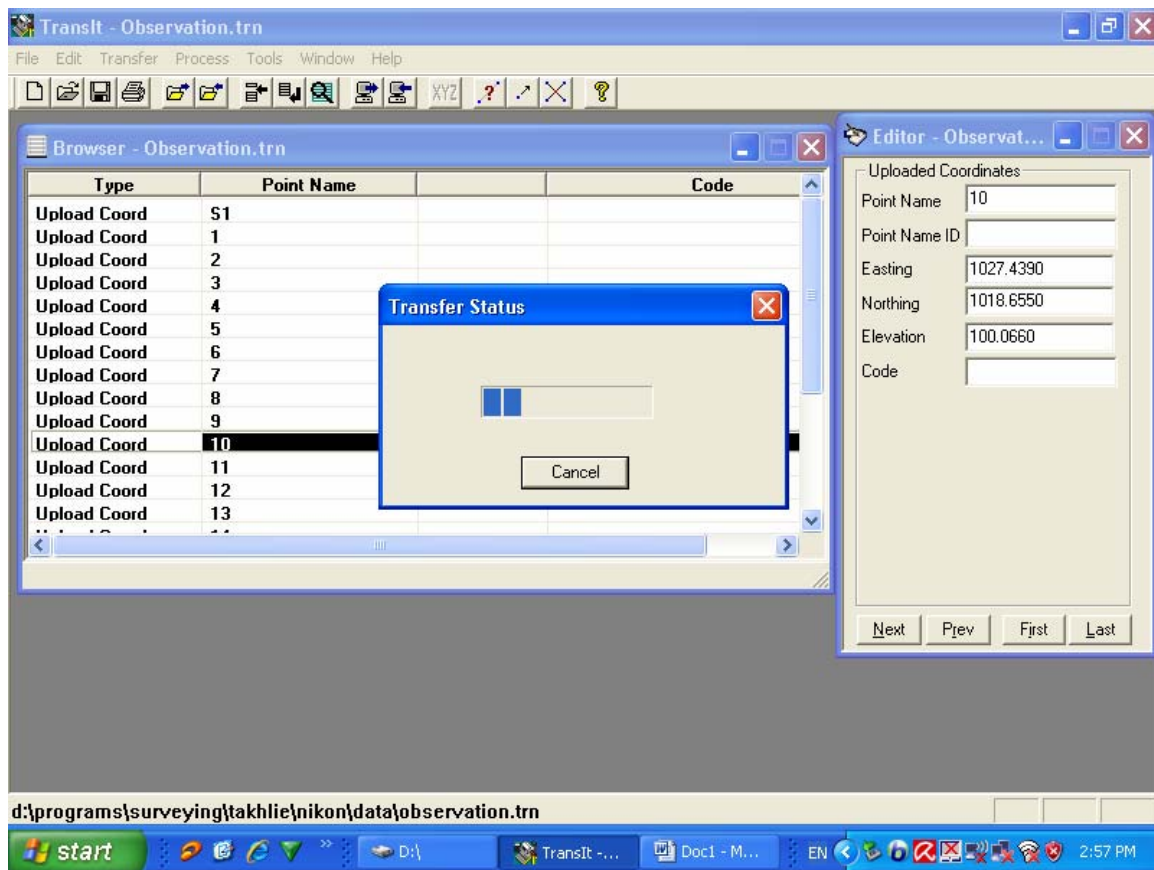 TransIt - Observation.trn
File Edit Transfer Process Tools Window Help
XYZ ? ?
Browser - Observation.trn
Type Point Name Code
Upload Coord S1
Upload Coord 1
Upload Coord 2
Upload Coord 3
Upload Coord 4
Upload Coord 5
Upload Coord 6
Upload Coord 7
Upload Coord 8
Upload Coord 9
Upload Coord 10
Upload Coord 11
Upload Coord 12
Upload Coord 13
Transfer Status
Cancel
Editor - Observat...
Uploaded Coordinates
Point Name 10
Point Name ID
Easting 1027.4390
Northing 1018.6550
Elevation 100.0660
Code
Next Prev First Last
d:\programs\surveying\takhlie\nikon\data\observation.trn
start D:\ TransIt -... Doc1 - M... EN 2:57 PM